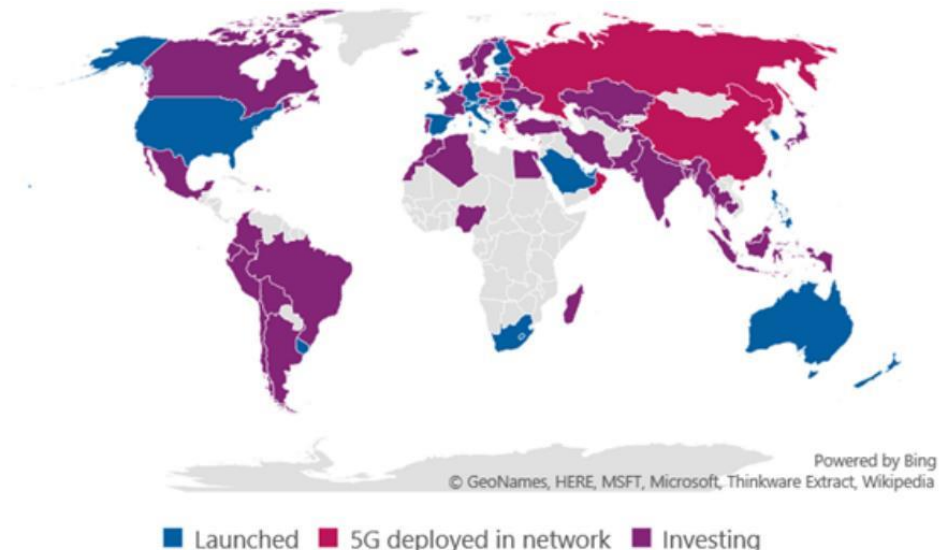 Powered by Bing
© GeoNames, HERE, MSFT, Microsoft, Thinkware Extract, Wikipedia
Launched 5G deployed in network Investing